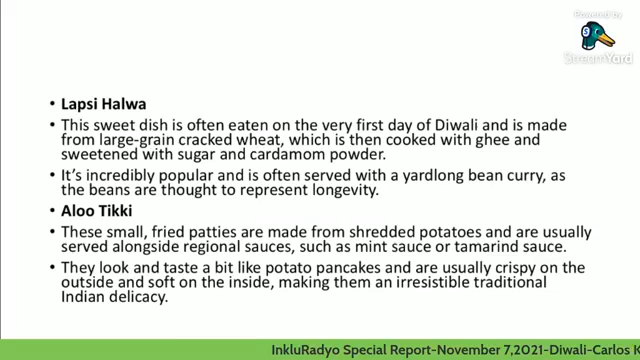 Powered by
StreamYard
• Lapsi Halwa
• This sweet dish is often eaten on the very first day of Diwali and is made
from large-grain cracked wheat, which is then cooked with ghee and
sweetened with sugar and cardamom powder.
• It's incredibly popular and is often served with a yardlong bean curry, as
the beans are thought to represent longevity.
• Aloo Tikki
• These small, fried patties are made from shredded potatoes and are usually
served alongside regional sauces, such as mint sauce or tamarind sauce.
• They look and taste a bit like potato pancakes and are usually crispy on the
outside and soft on the inside, making them an irresistible traditional
Indian delicacy.
InkluRadyo Special Report-November 7,2021-Diwali-Carlos K